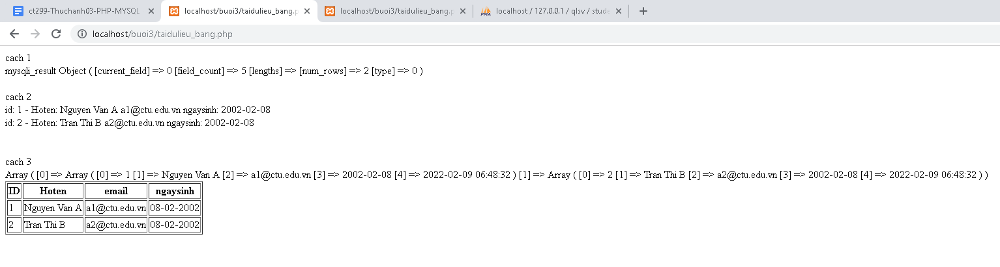 ct299-Thuchanh03-PHP-MYSQL
localhost/buoi3/taidulieu_bang.p
localhost/buoi3/taidulieu_bang.p
localhost / 127.0.0.1 / qlsv / stude
localhost/buoi3/taidulieu_bang.php
cach 1
mysqli_result Object ( [current_field] => 0 [field_count] => 5 [lengths] => [num_rows] => 2 [type] => 0 )
cach 2
id: 1 - Hoten: Nguyen Van A a1@ctu.edu.vn ngaysinh: 2002-02-08
id: 2 - Hoten: Tran Thi B a2@ctu.edu.vn ngaysinh: 2002-02-08
cach 3
Array ( [0] => Array ( [0] => 1 [1] => Nguyen Van A [2] => a1@ctu.edu.vn [3] => 2002-02-08 [4] => 2022-02-09 06:48:32 ) [1] => Array ( [0] => 2 [1] => Tran Thi B [2] => a2@ctu.edu.vn [3] => 2002-02-08 [4] => 2022-02-09 06:48:32 ) )
ID Hoten email ngaysinh
1 Nguyen Van A a1@ctu.edu.vn 08-02-2002
2 Tran Thi B a2@ctu.edu.vn 08-02-2002